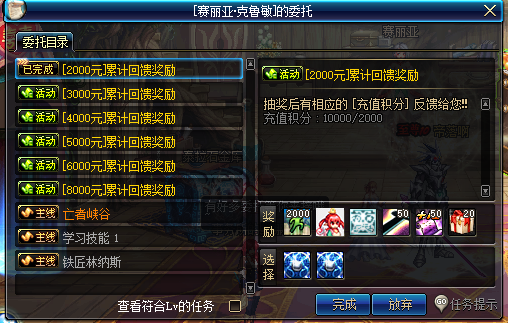 [赛丽亚·克鲁敏]的委托
委托目录
赛丽亚
已完成 [2000元]累计回馈奖励
活动 [3000元]累计回馈奖励
活动 [4000元]累计回馈奖励
活动 [5000元]累计回馈奖励
活动 [6000元]累计回馈奖励
活动 [8000元]累计回馈奖励
主线 亡者峡谷
主线 学习技能 1
主线 铁匠林纳斯
查看符合Lv的任务
活动 [2000元]累计回馈奖励
抽奖后有相应的 [充值积分] 反馈给您!!
充值积分 : 10000/2000
奖励
2000
50
50
20
选择
完成
放弃
GO 任务提示